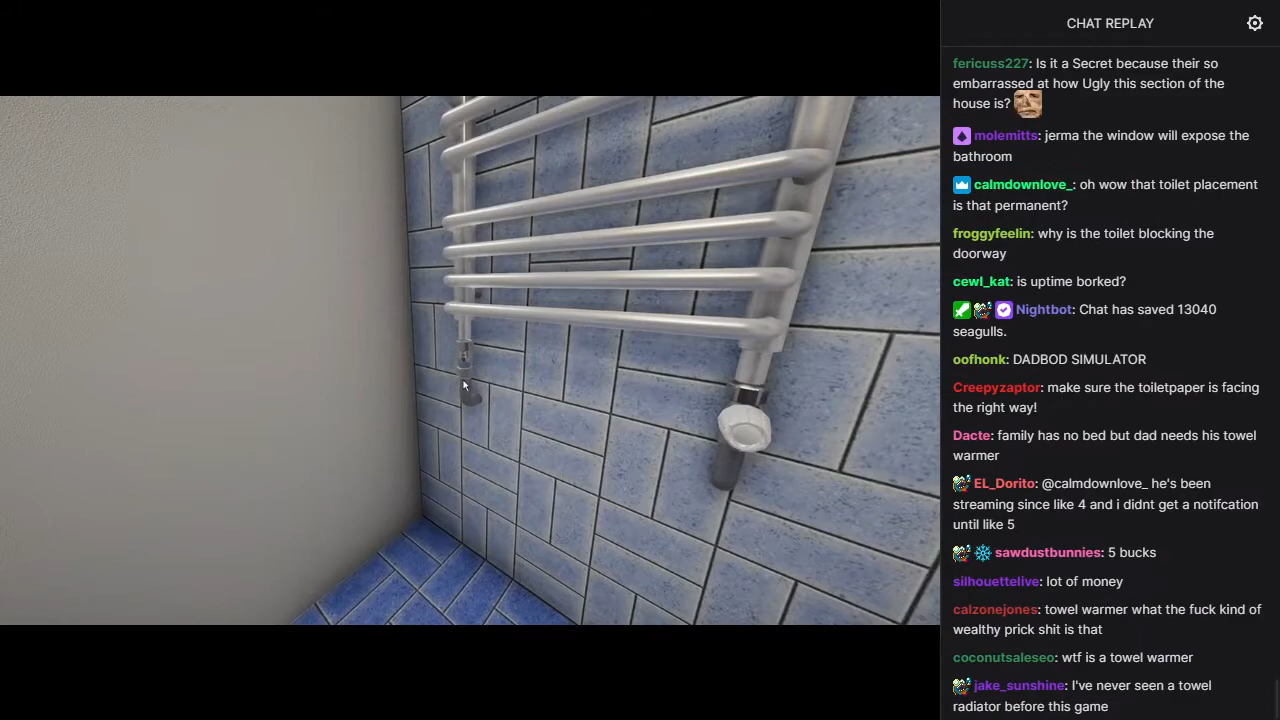 CHAT REPLAY
fericuss227: Is it a Secret because their so
embarrassed at how Ugly this section of the
house is?
molemitts: jerma the window will expose the
bathroom
calmdownlove_: oh wow that toilet placement
is that permanent?
froggyfeelin: why is the toilet blocking the
doorway
cewl_kat: is uptime borked?
Nightbot: Chat has saved 13040
seagulls.
oofhonk: DADBOD SIMULATOR
Creepyzaptor: make sure the toiletpaper is facing
the right way!
Dacte: family has no bed but dad needs his towel
warmer
EL_Dorito: @calmdownlove_ he's been
streaming since like 4 and i didnt get a notifcation
until like 5
sawdustbunnies: 5 bucks
silhouettelive: lot of money
calzonejones: towel warmer what the fuck kind of
wealthy prick shit is that
coconutsaleseo: wtf is a towel warmer
jake_sunshine: I've never seen a towel
radiator before this game